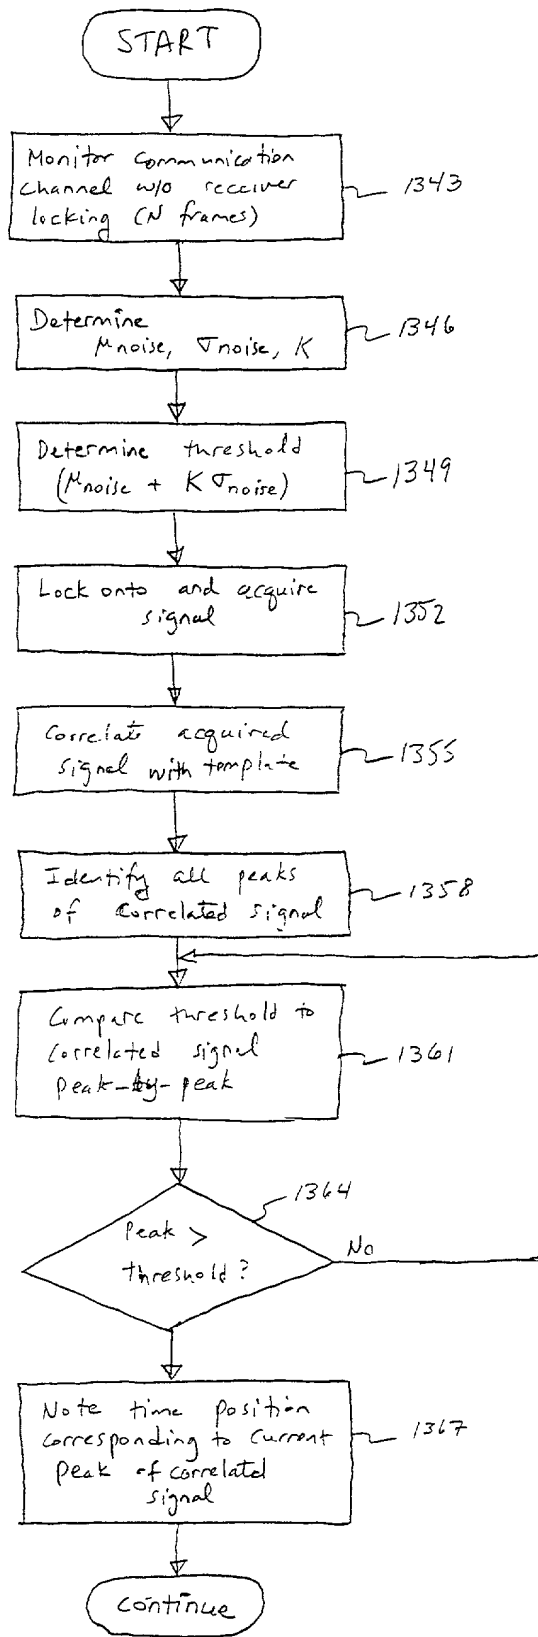 START
Monitor Communication
Channel w/o receiver
locking (N frames)
1343
Determine
μnoise, σnoise, K
1346
Determine threshold
(μnoise + K σnoise)
1349
Lock onto and acquire
signal
1352
Correlate acquired
signal with template
1355
Identify all peaks
of correlated signal
1358
Compare threshold to
correlated signal
peak-by-peak
1361
1364
Peak >
threshold?
No
Note time position
corresponding to current
peak of correlated
signal
1367
Continue